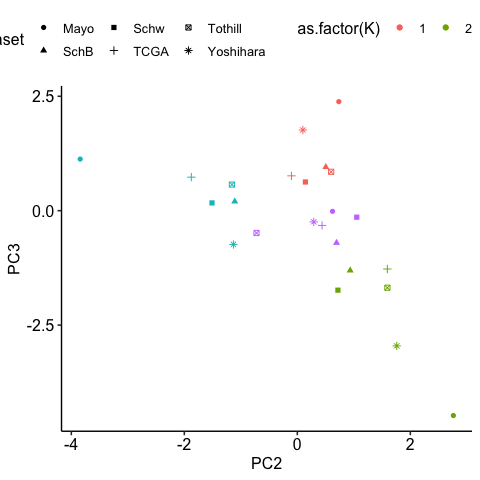 aset
Mayo Schw Tothill
SchB TCGA Yoshihara
as.factor(K) 1 2
2.5
0.0
-2.5
PC3
-4 -2 0 2
PC2